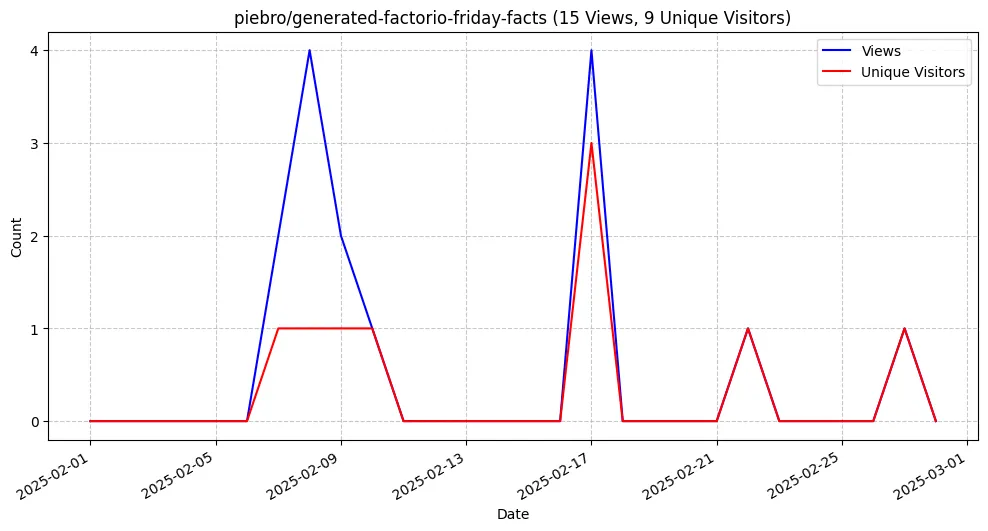 piebro/generated-factorio-friday-facts (15 Views, 9 Unique Visitors)
Views
Unique Visitors
4
3
2
1
0
Count
2025-02-01
2025-02-05
2025-02-09
2025-02-13
2025-02-17
2025-02-21
2025-02-25
2025-03-01
Date